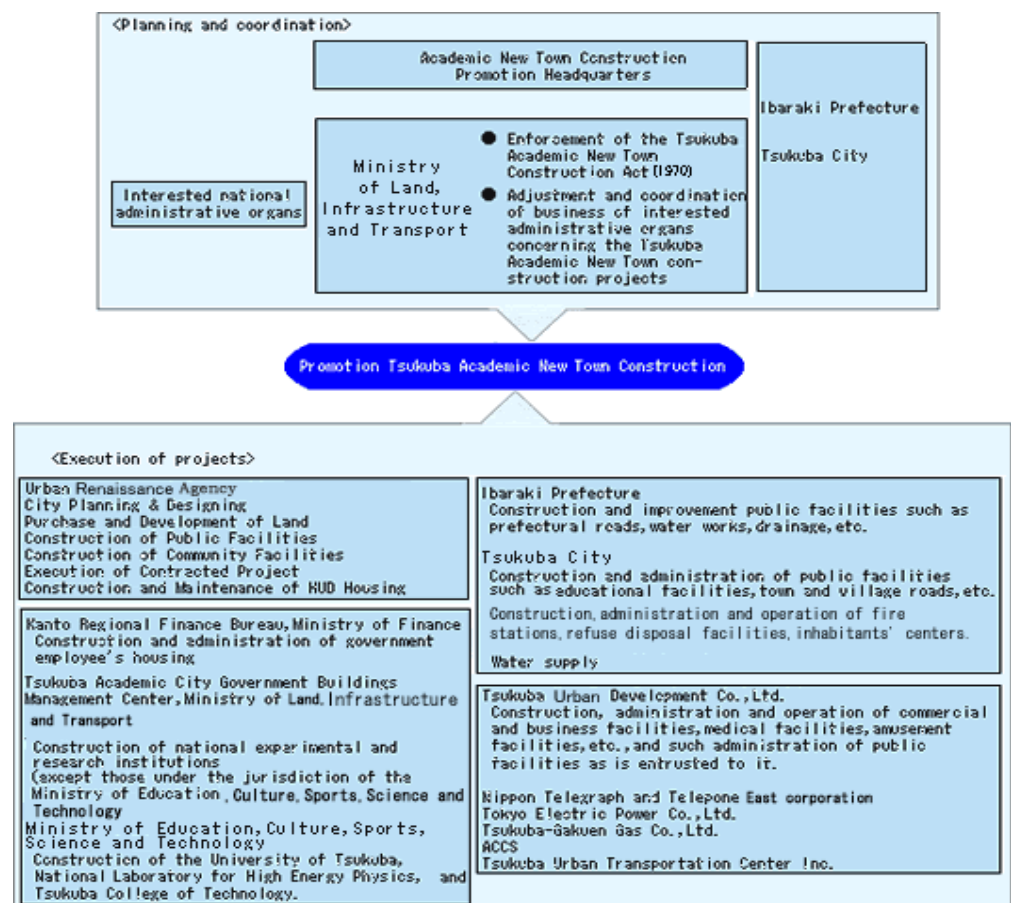 <Planning and coordination>
Academic New Town Construction
Promotion Headquarters
Interested national
administrative organs
Ministry
of Land,
Infrastructure
and Transport
● Enforcement of the Tsukuba
Academic New Town
Construction Act(1970)
● Adjustment and coordination
of business of interested
administrative organs
concerning the Tsukuba
Academic New Town con-
struction projects
Ibaraki Prefecture
Tsukuba City
Promotion Tsukuba Academic New Town Construction
<Execution of projects>
Urban Renaissance Agency
City Planning & Designing
Purchase and Development of Land
Construction of Public Facilities
Construction of Community Facilities
Execution of Contracted Project
Construction and Maintenance of HUD Housing
Kanto Regional Finance Bureau,Ministry of Finance
Construction and administration of government
employee's housing
Tsukuba Academic City Government Buildings
Management Center,Ministry of Land,Infrastructure
and Transport
Construction of national experimental and
research institutions
(except those under the jurisdiction of the
Ministry of Education,Culture,Sports,Science and
Technology
Ministry of Education,Culture,Sports,
Science and Technology
Construction of the University of Tsukuba,
National Laboratory for High Energy Physics, and
Tsukuba College of Technology.
Ibaraki Prefecture
Construction and improvement public facilities such as
prefectural roads,water works,drainage,etc.
Tsukuba City
Construction and administration of public facilities
such as educational facilities,town and village roads,etc.
Construction,administration and operation of fire
stations,refuse disposal facilities,inhabitants' centers.
Water supply
Tsukuba Urban Development Co.,Ltd.
Construction, administration and operation of commercial
and business facilities,medical facilities,amusement
facilities,etc.,and such administration of public
facilities as is entrusted to it.
Nippon Telegraph and Telepone East corporation
Tokyo Electric Power Co.,Ltd.
Tsukuba-Gakuen Gas Co.,Ltd.
ACCS
Tsukuba Urban Transportation Center Inc.